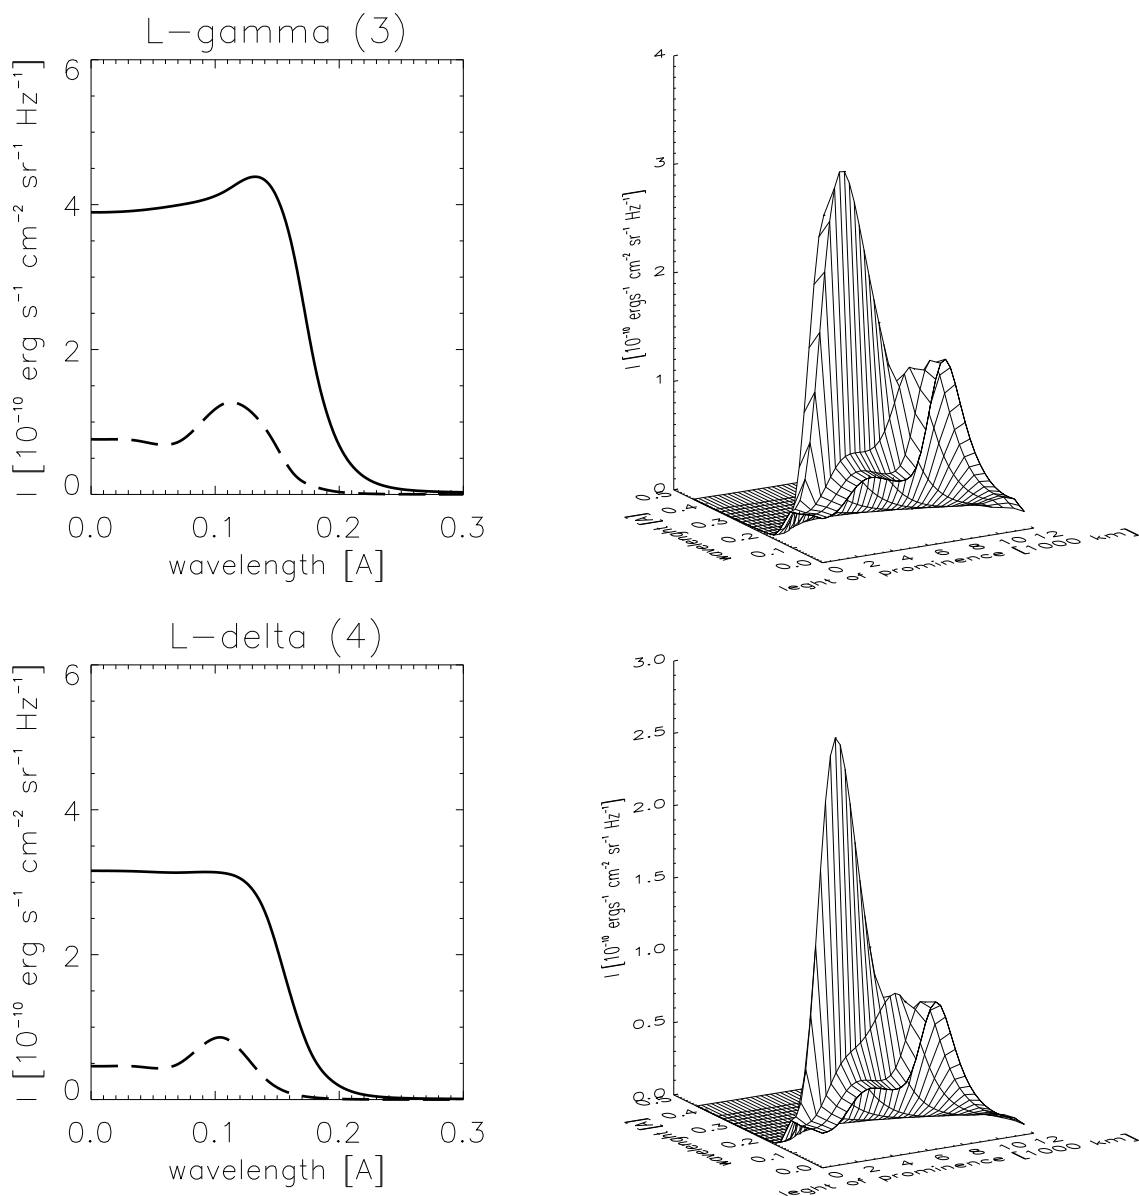 L-gamma (3)
I [10⁻¹⁰ erg s⁻¹ cm⁻² sr⁻¹ Hz⁻¹]
6
4
2
0
0.0 0.1 0.2 0.3
wavelength [A]
I [10⁻¹⁰ ergs⁻¹ cm⁻² sr⁻¹ Hz⁻¹]
4
3
2
1
0
0.5 0.4 0.3 0.2 0.1 0.0
wavelenght [A]
0 2 4 6 8 10 12
leght of prominence [1000 km]
L-delta (4)
I [10⁻¹⁰ erg s⁻¹ cm⁻² sr⁻¹ Hz⁻¹]
6
4
2
0
0.0 0.1 0.2 0.3
wavelength [A]
I [10⁻¹⁰ ergs⁻¹ cm⁻² sr⁻¹ Hz⁻¹]
3.0
2.5
2.0
1.5
1.0
0.5
0.0
0.5 0.4 0.3 0.2 0.1 0.0
wavelenght [A]
0 2 4 6 8 10 12
leght of prominence [1000 km]